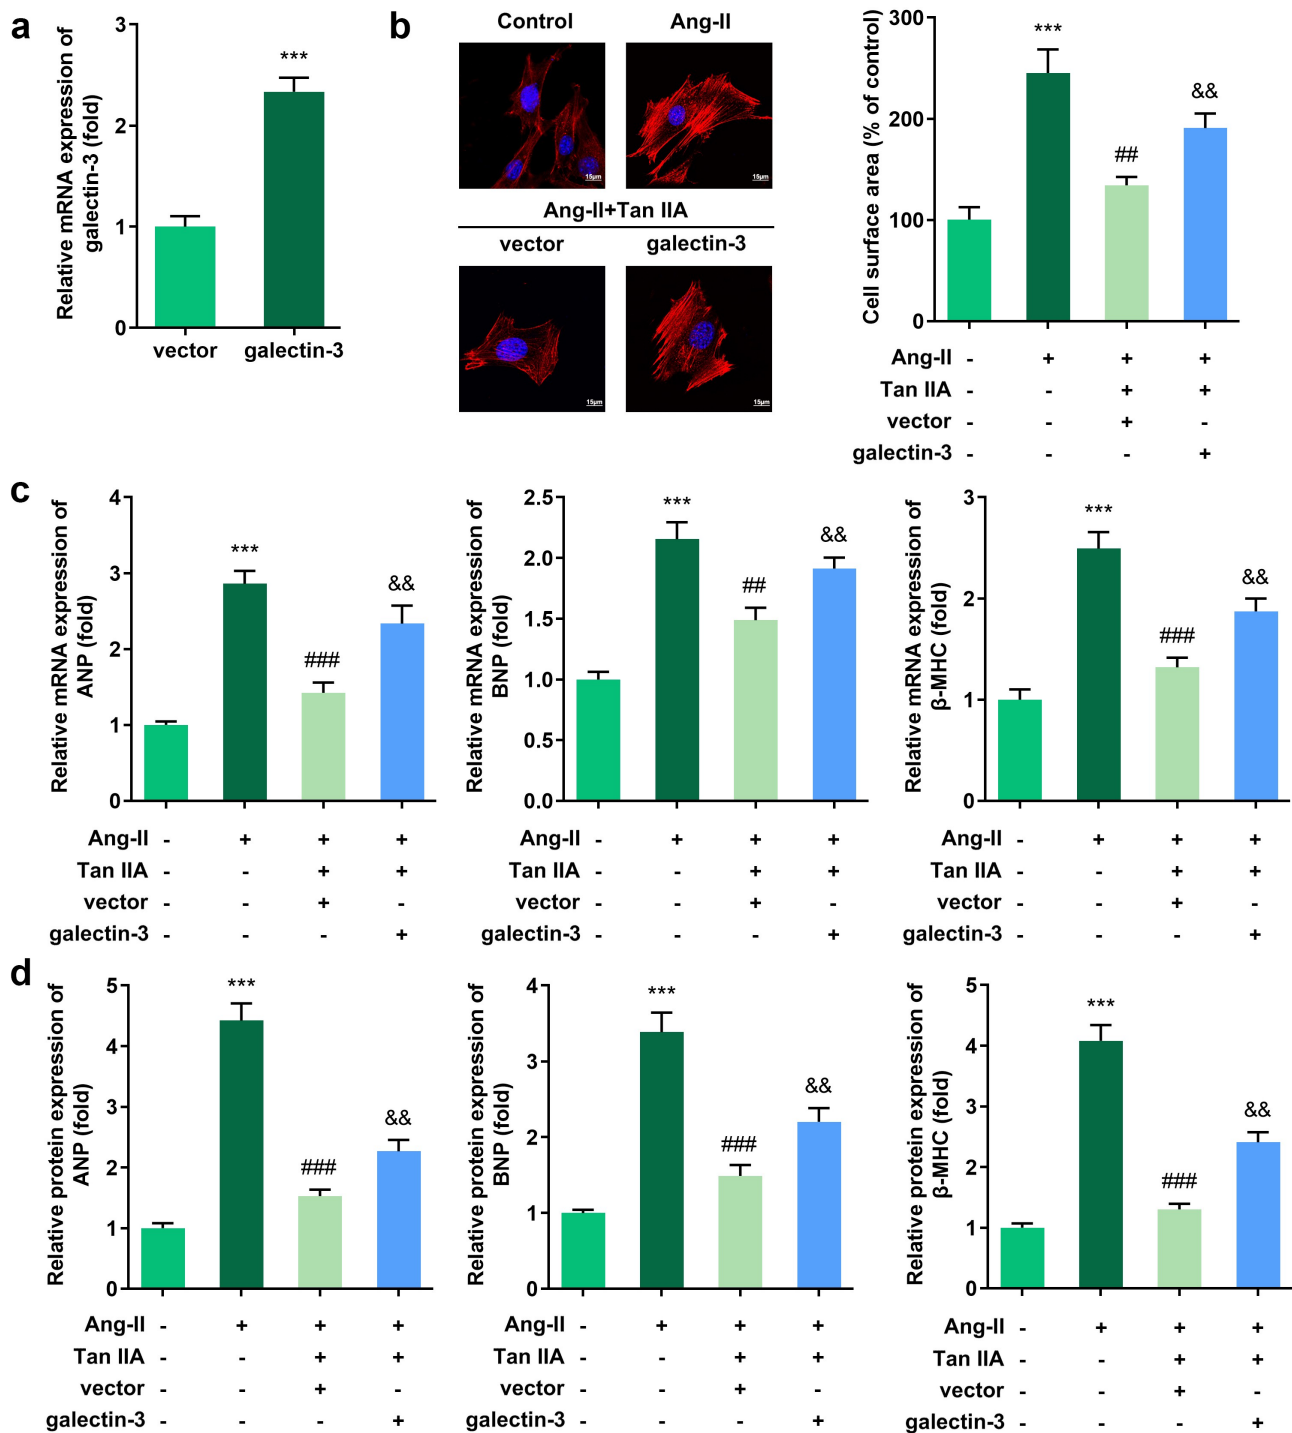 a
Relative mRNA expression of
galectin-3 (fold)
3
2
1
0
***
vector galectin-3
b
Control Ang-II
15μm 15μm
Ang-II+Tan IIA
vector galectin-3
15μm 15μm
Cell surface area (% of control)
300
200
100
0
***
##
&&
Ang-II - + + +
Tan IIA - - + +
vector - - + -
galectin-3 - - - +
c
Relative mRNA expression of
ANP (fold)
4
3
2
1
0
***
###
&&
Ang-II - + + +
Tan IIA - - + +
vector - - + -
galectin-3 - - - +
Relative mRNA expression of
BNP (fold)
2.5
2.0
1.5
1.0
0.5
0.0
***
##
&&
Ang-II - + + +
Tan IIA - - + +
vector - - + -
galectin-3 - - - +
Relative mRNA expression of
β-MHC (fold)
3
2
1
0
***
###
&&
Ang-II - + + +
Tan IIA - - + +
vector - - + -
galectin-3 - - - +
d
Relative protein expression of
ANP (fold)
5
4
3
2
1
0
***
###
&&
Ang-II - + + +
Tan IIA - - + +
vector - - + -
galectin-3 - - - +
Relative protein expression of
BNP (fold)
4
3
2
1
0
***
###
&&
Ang-II - + + +
Tan IIA - - + +
vector - - + -
galectin-3 - - - +
Relative protein expression of
β-MHC (fold)
5
4
3
2
1
0
***
###
&&
Ang-II - + + +
Tan IIA - - + +
vector - - + -
galectin-3 - - - +